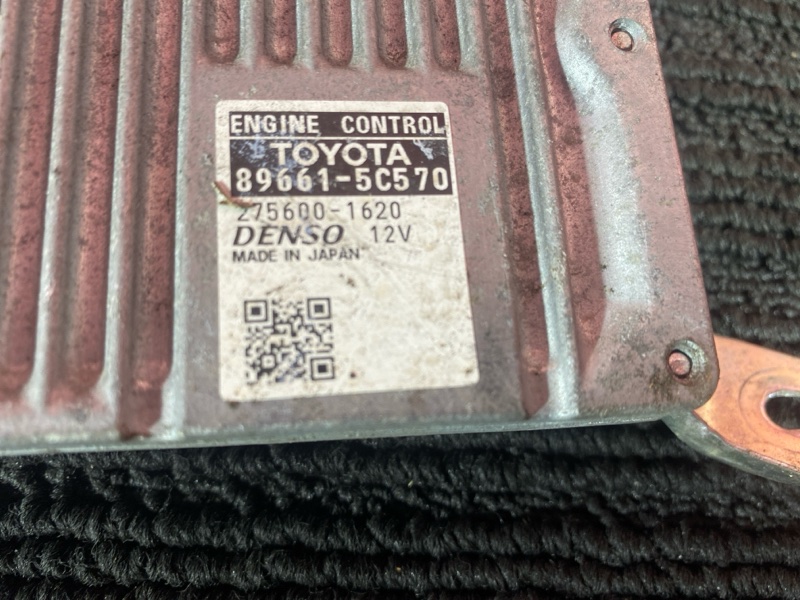 ENGINE CONTROL
TOYOTA
89661-5C570
275600-1620
DENSO 12V
MADE IN JAPAN